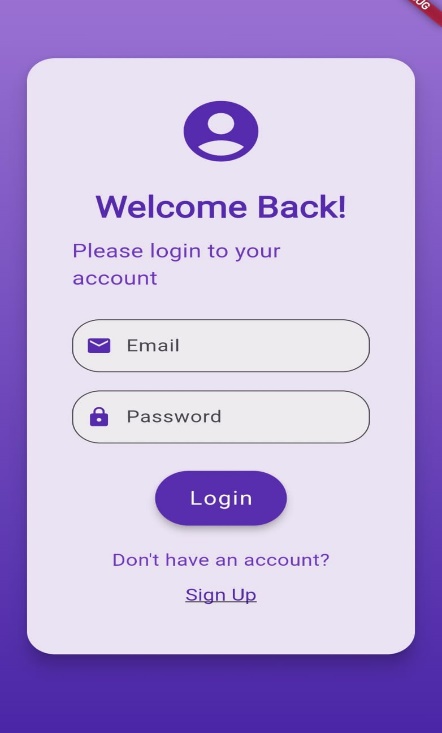 Welcome Back!
Please login to your
account
Email
Password
Login
Don't have an account?
Sign Up